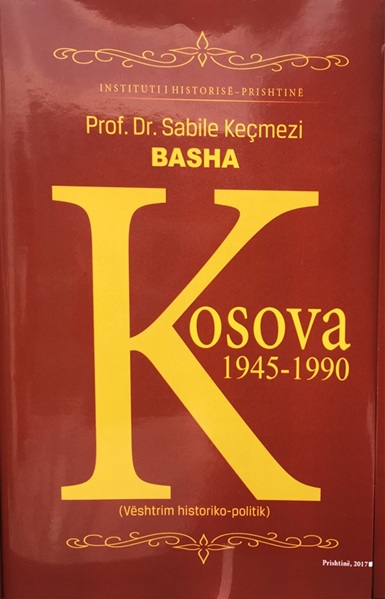 INSTITUTI I HISTORISË-PRISHTINË
Prof. Dr. Sabile Keçmezi
BASHA
Kosova
1945-1990
(Vështrim historiko-politik)
Prishtinë, 2017